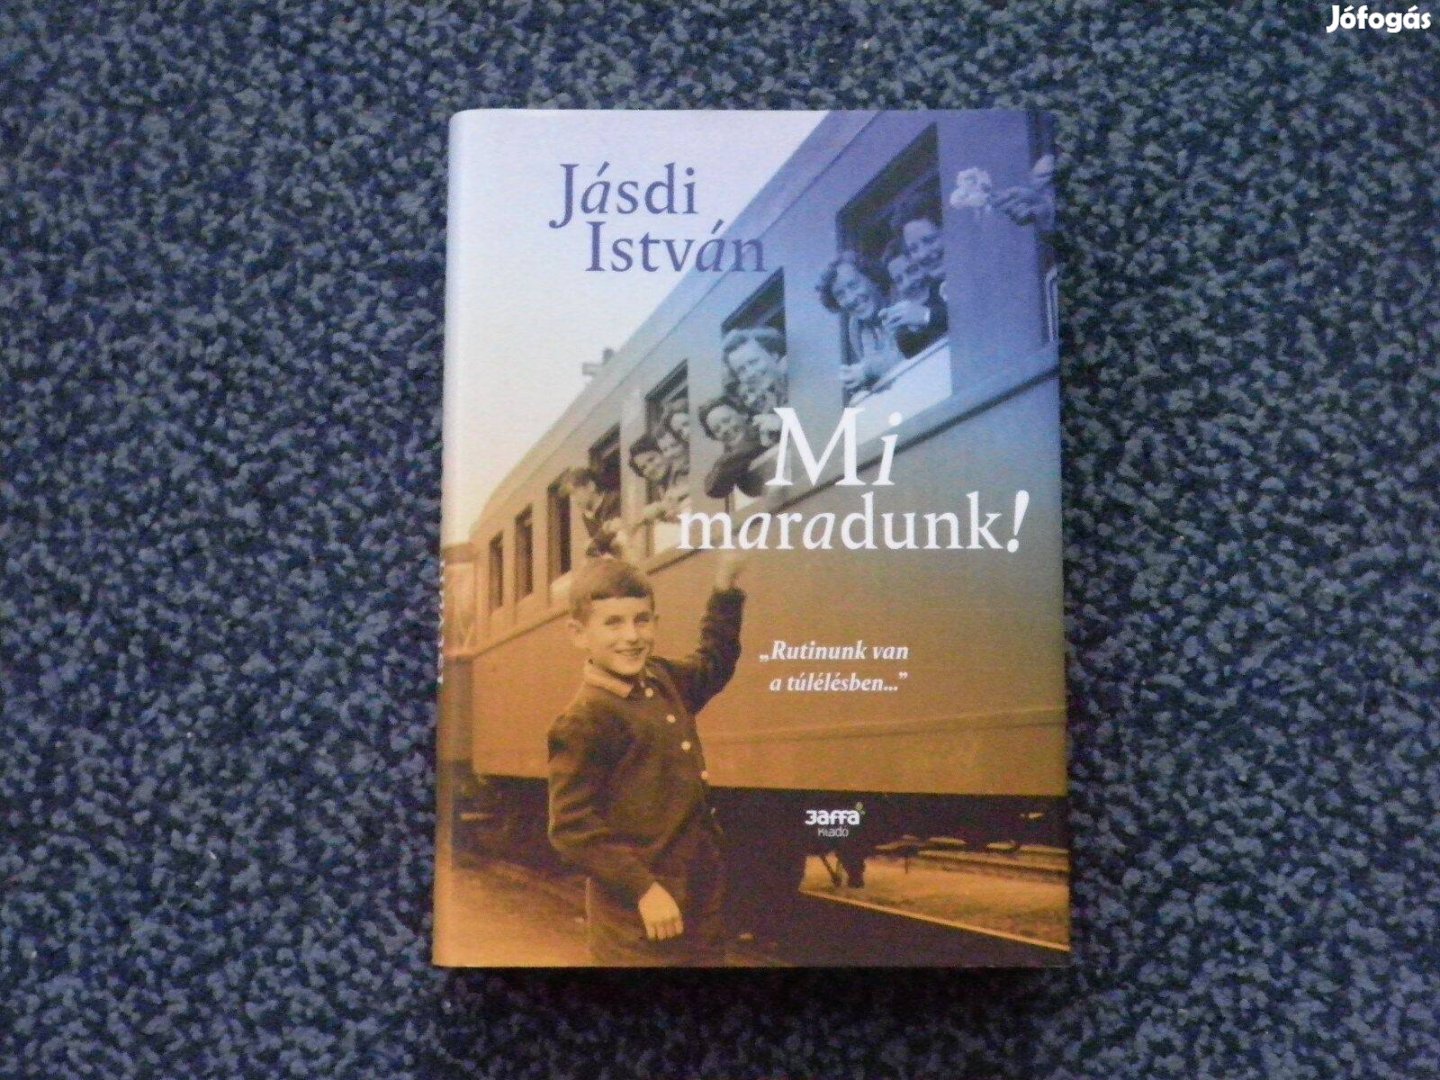 Jófogás
Jásdi
István
Mi
maradunk!
„Rutinunk van
a túlélésben..."
Jaffa
Kiadó